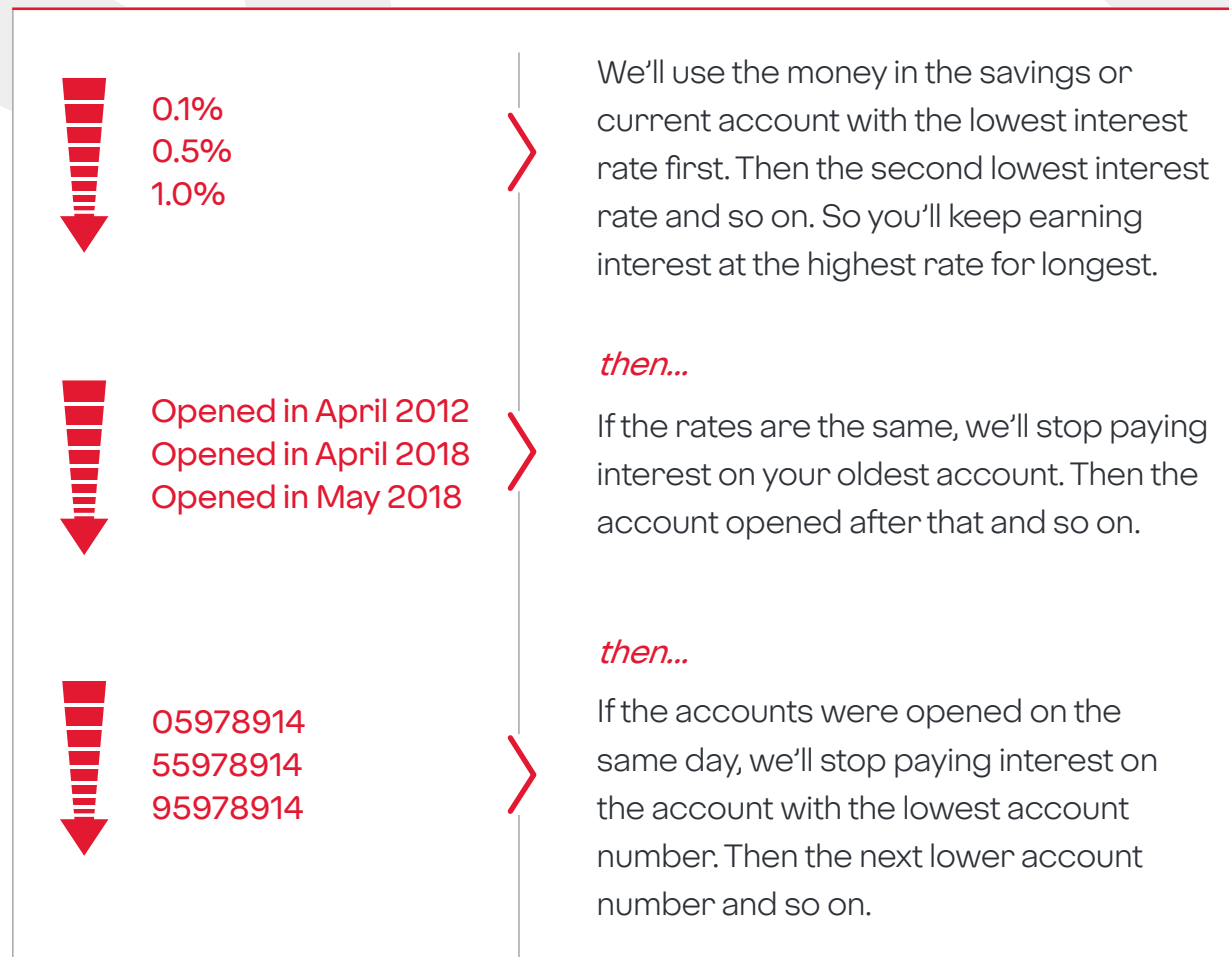 0.1%
0.5%
1.0%
We'll use the money in the savings or
current account with the lowest interest
rate first. Then the second lowest interest
rate and so on. So you'll keep earning
interest at the highest rate for longest.
then...
Opened in April 2012
Opened in April 2018
Opened in May 2018
If the rates are the same, we'll stop paying
interest on your oldest account. Then the
account opened after that and so on.
then...
05978914
55978914
95978914
If the accounts were opened on the
same day, we'll stop paying interest on
the account with the lowest account
number. Then the next lower account
number and so on.